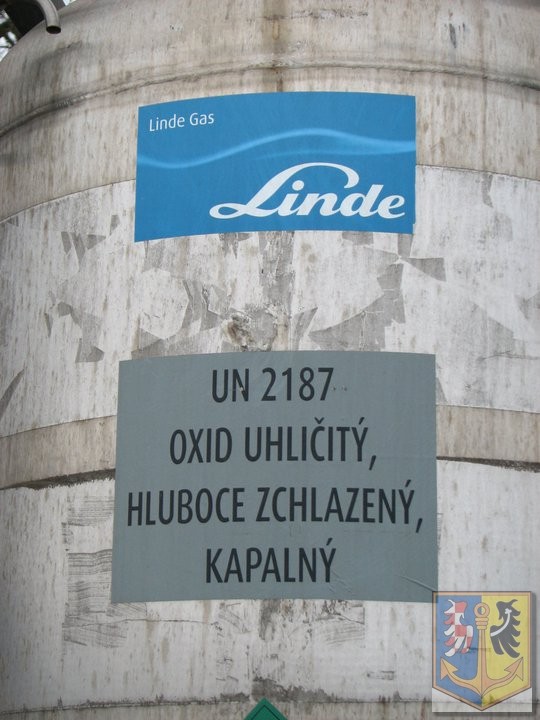 Linde Gas
Linde
UN 2187
OXID UHLIČITÝ,
HLUBOCE ZCHLAZENÝ,
KAPALNÝ